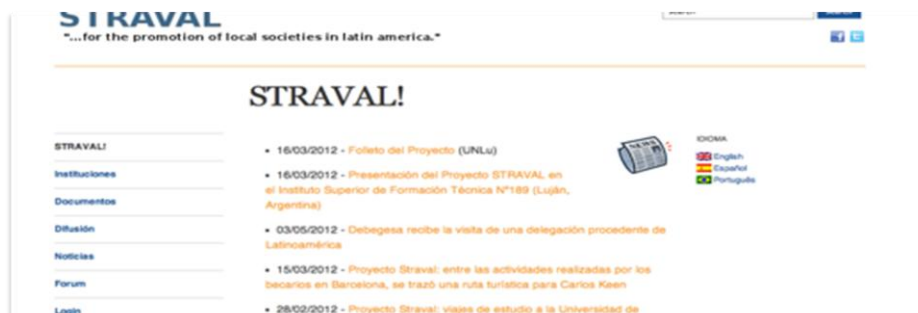 STRAVAL
"...for the promotion of local societies in latin america."
STRAVAL!
STRAVAL!
Instituciones
Documentos
Difusión
Noticias
Forum
Login
• 16/03/2012 - Folleto del Proyecto (UNLu)
• 16/03/2012 - Presentación del Proyecto STRAVAL en
el Instituto Superior de Formación Técnica N°189 (Luján,
Argentina)
• 03/05/2012 - Debegesa recibe la visita de una delegación procedente de
Latinoamérica
• 15/03/2012 - Proyecto Straval: entre las actividades realizadas por los
becarios en Barcelona, se trazó una ruta turística para Carlos Keen
• 28/02/2012 - Proyecto Straval: viajes de estudio a la Universidad de
NEWS
IDIOMA
English
Español
Português